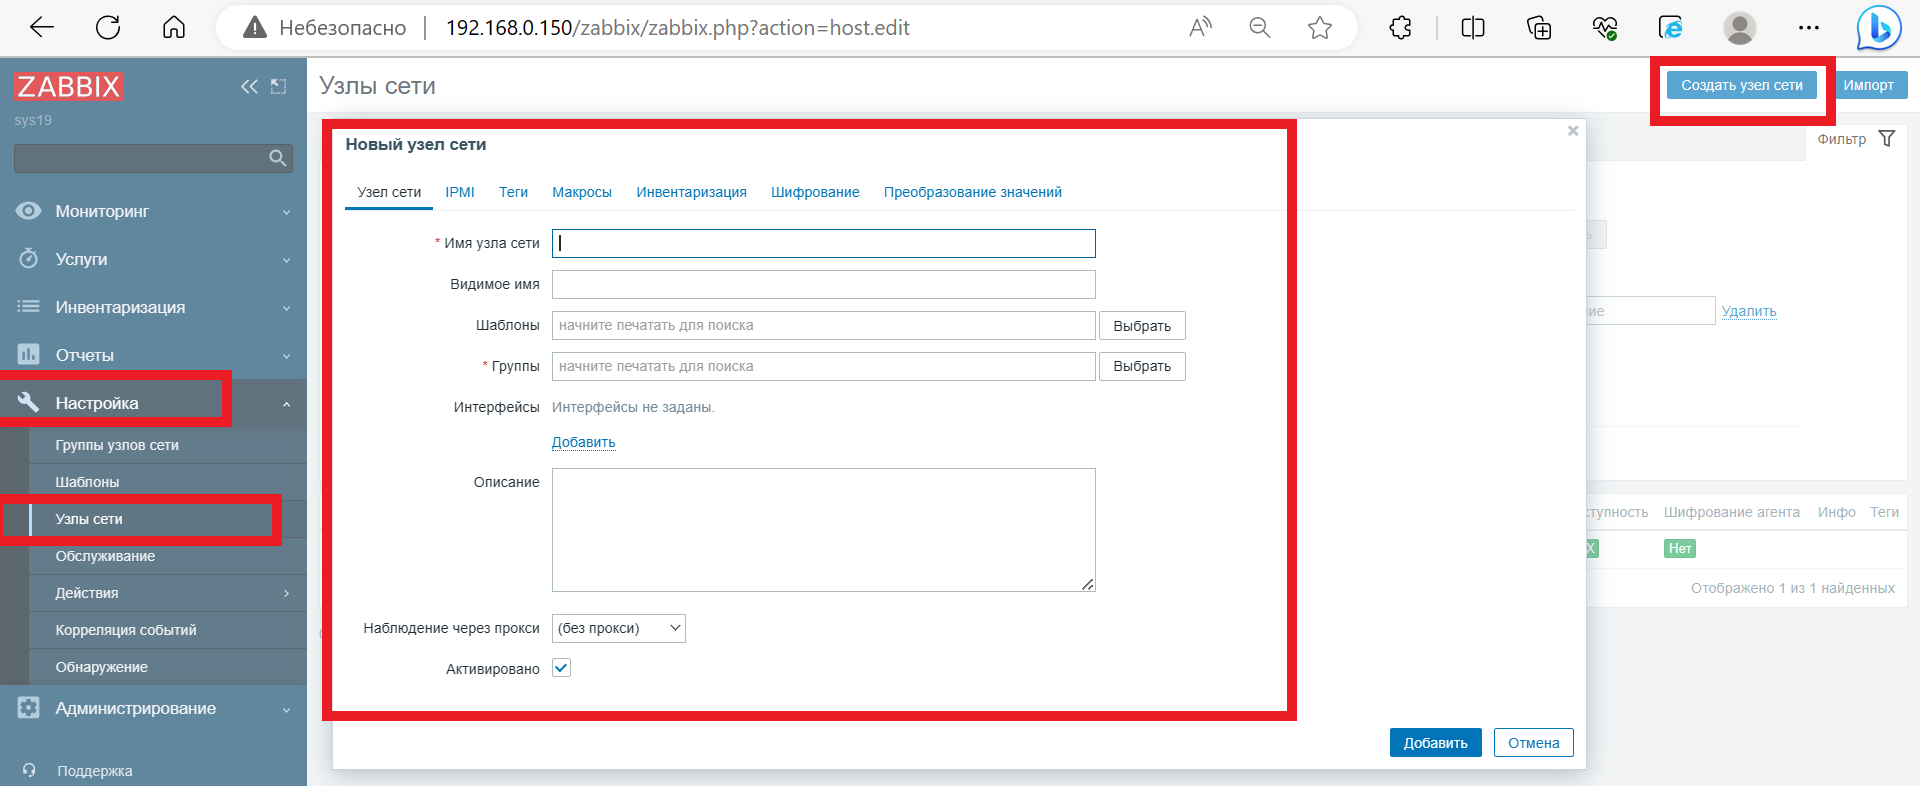 Небезопасно 192.168.0.150/zabbix/zabbix.php?action=host.edit
ZABBIX
sys19
Мониторинг
Услуги
Инвентаризация
Отчеты
Настройка
Группы узлов сети
Шаблоны
Узлы сети
Обслуживание
Действия
Корреляция событий
Обнаружение
Администрирование
Поддержка
Узлы сети
Создать узел сети
Импорт
Фильтр
Новый узел сети
Узел сети IPMI Теги Макросы Инвентаризация Шифрование Преобразование значений
* Имя узла сети
Видимое имя
Шаблоны начните печатать для поиска Выбрать
* Группы начните печатать для поиска Выбрать
Интерфейсы Интерфейсы не заданы.
Добавить
Описание
Наблюдение через прокси (без прокси)
Активировано
Добавить Отмена
Удалить
Шифрование агента Инфо Теги
Нет
Отображено 1 из 1 найденных